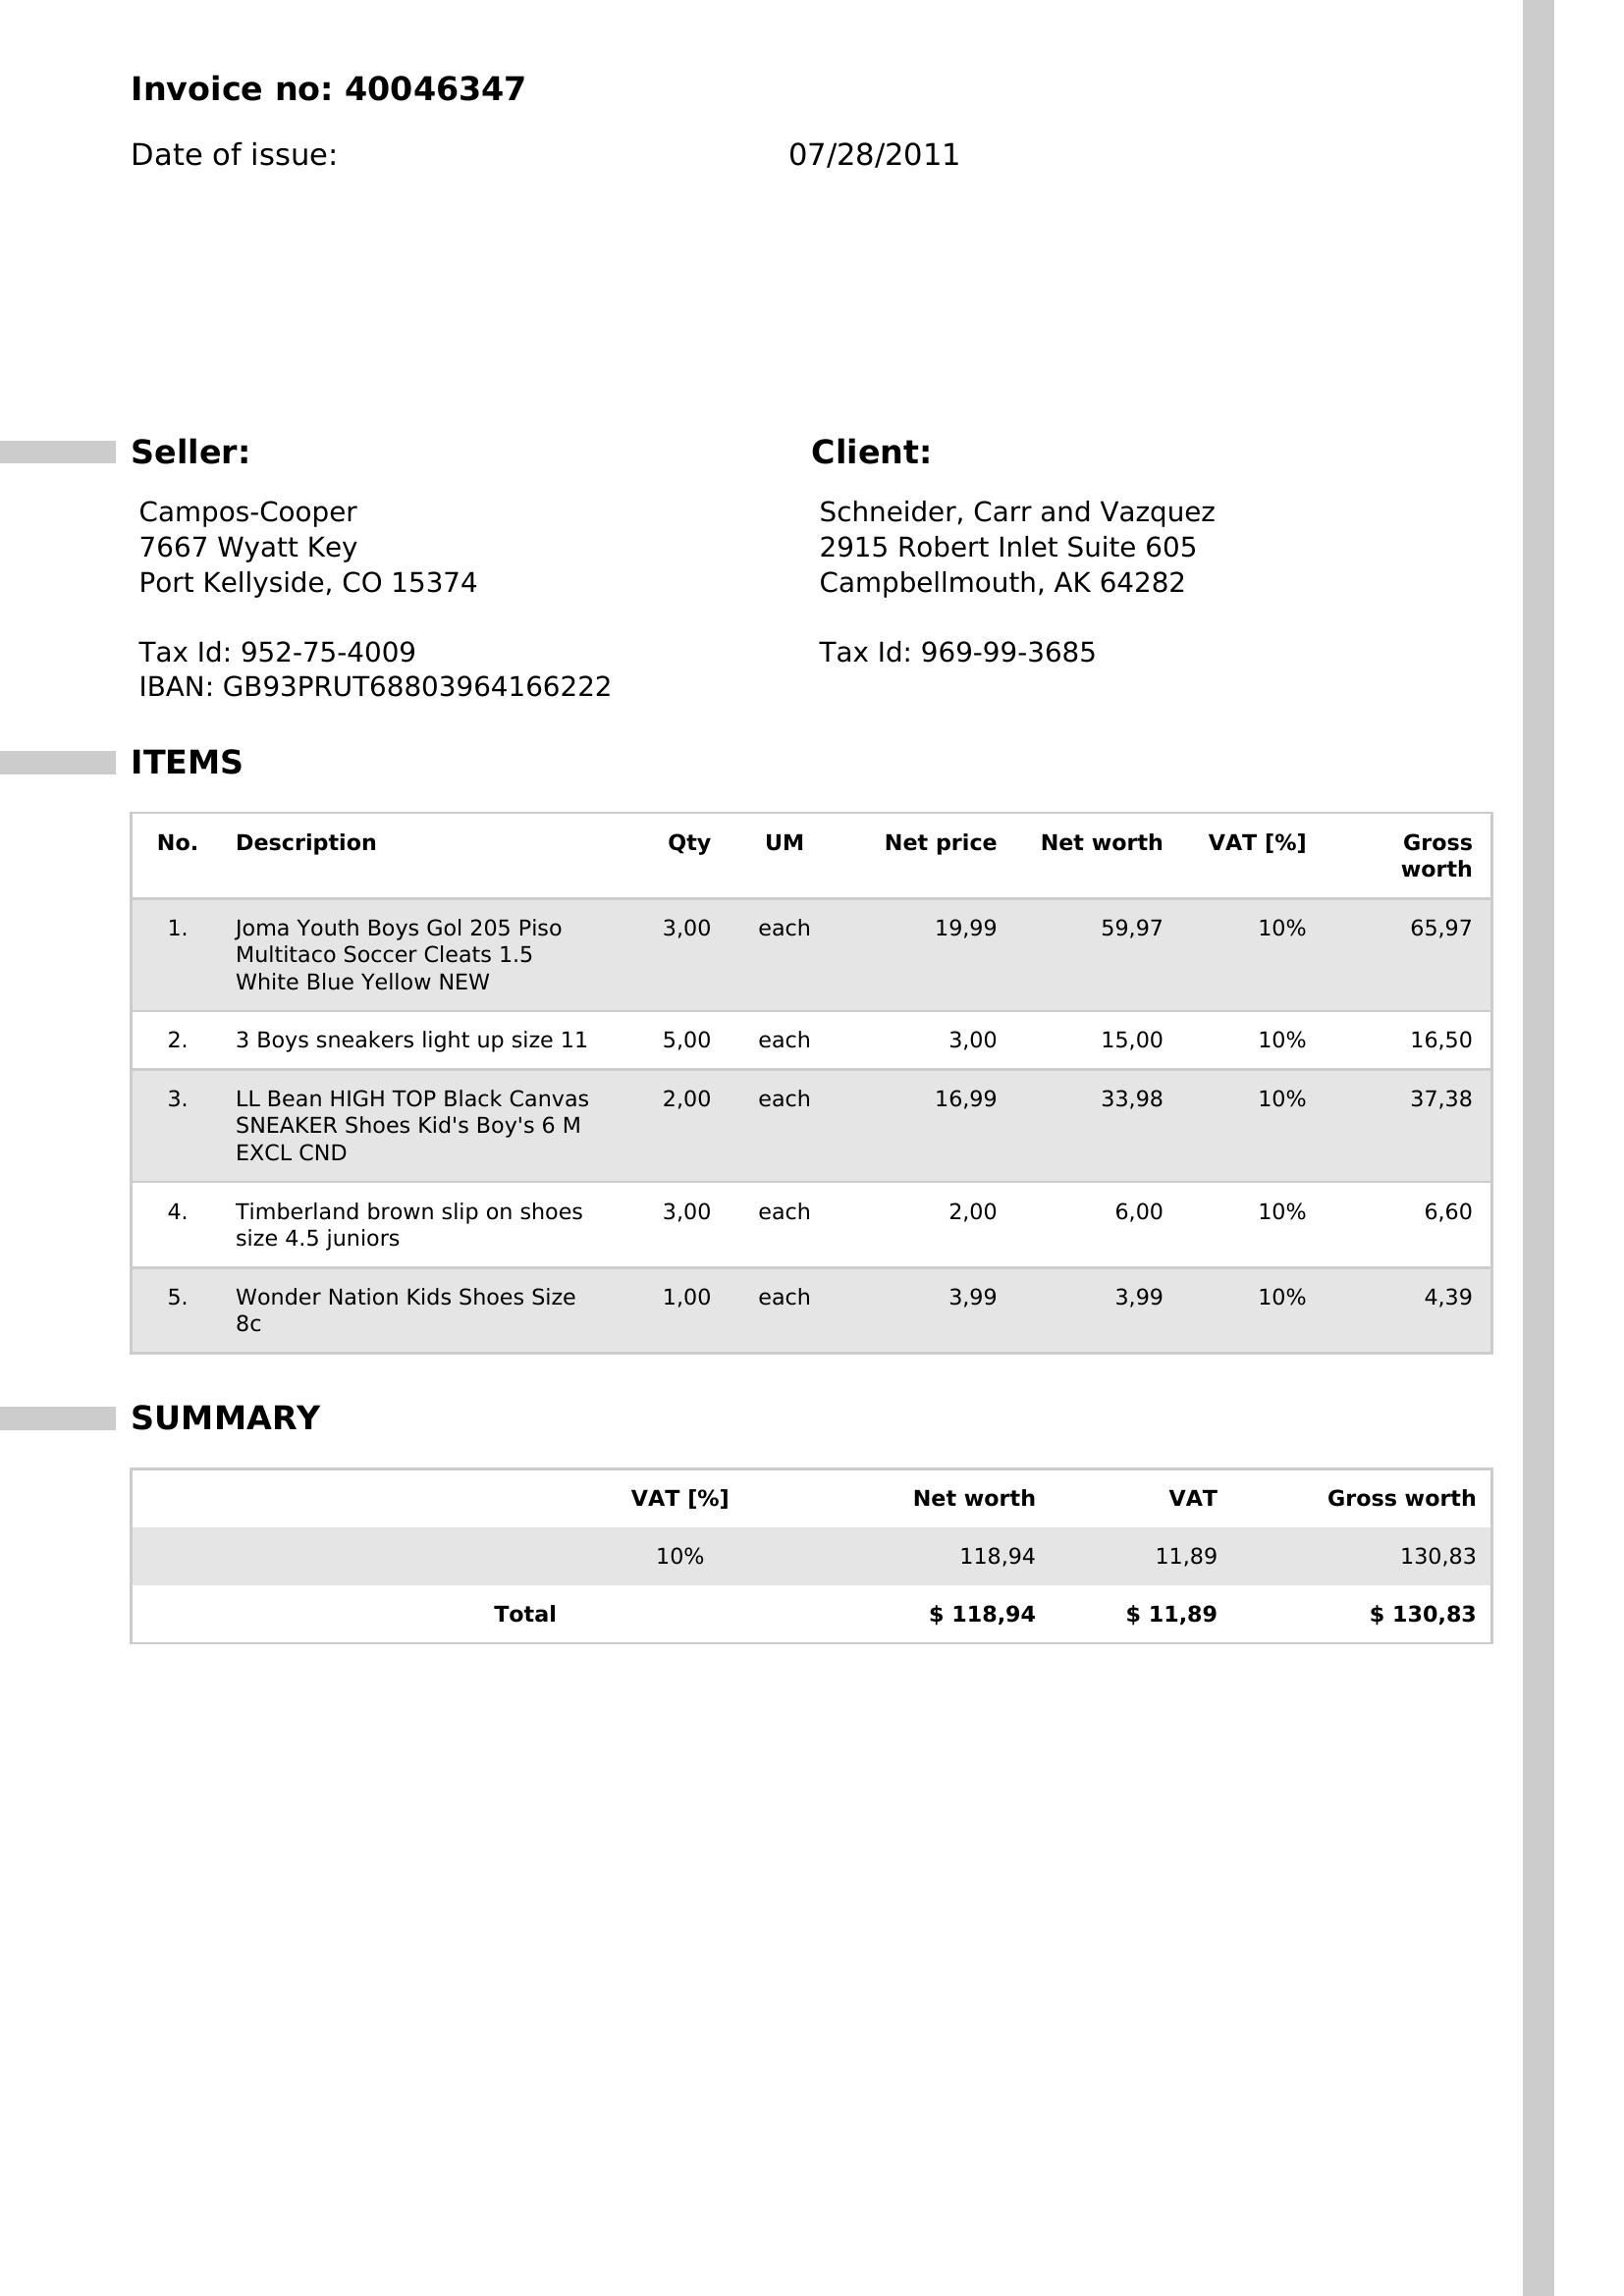 Invoice no: 40046347
Date of issue: 07/28/2011
Seller:
Campos-Cooper
7667 Wyatt Key
Port Kellyside, CO 15374
Tax Id: 952-75-4009
IBAN: GB93PRUT68803964166222
Client:
Schneider, Carr and Vazquez
2915 Robert Inlet Suite 605
Campbellmouth, AK 64282
Tax Id: 969-99-3685
ITEMS
No. Description Qty UM Net price Net worth VAT [%] Gross
worth
1. Joma Youth Boys Gol 205 Piso 3,00 each 19,99 59,97 10% 65,97
Multitaco Soccer Cleats 1.5
White Blue Yellow NEW
2. 3 Boys sneakers light up size 11 5,00 each 3,00 15,00 10% 16,50
3. LL Bean HIGH TOP Black Canvas 2,00 each 16,99 33,98 10% 37,38
SNEAKER Shoes Kid's Boy's 6 M
EXCL CND
4. Timberland brown slip on shoes 3,00 each 2,00 6,00 10% 6,60
size 4.5 juniors
5. Wonder Nation Kids Shoes Size 1,00 each 3,99 3,99 10% 4,39
8c
SUMMARY
VAT [%] Net worth VAT Gross worth
10% 118,94 11,89 130,83
Total $ 118,94 $ 11,89 $ 130,83